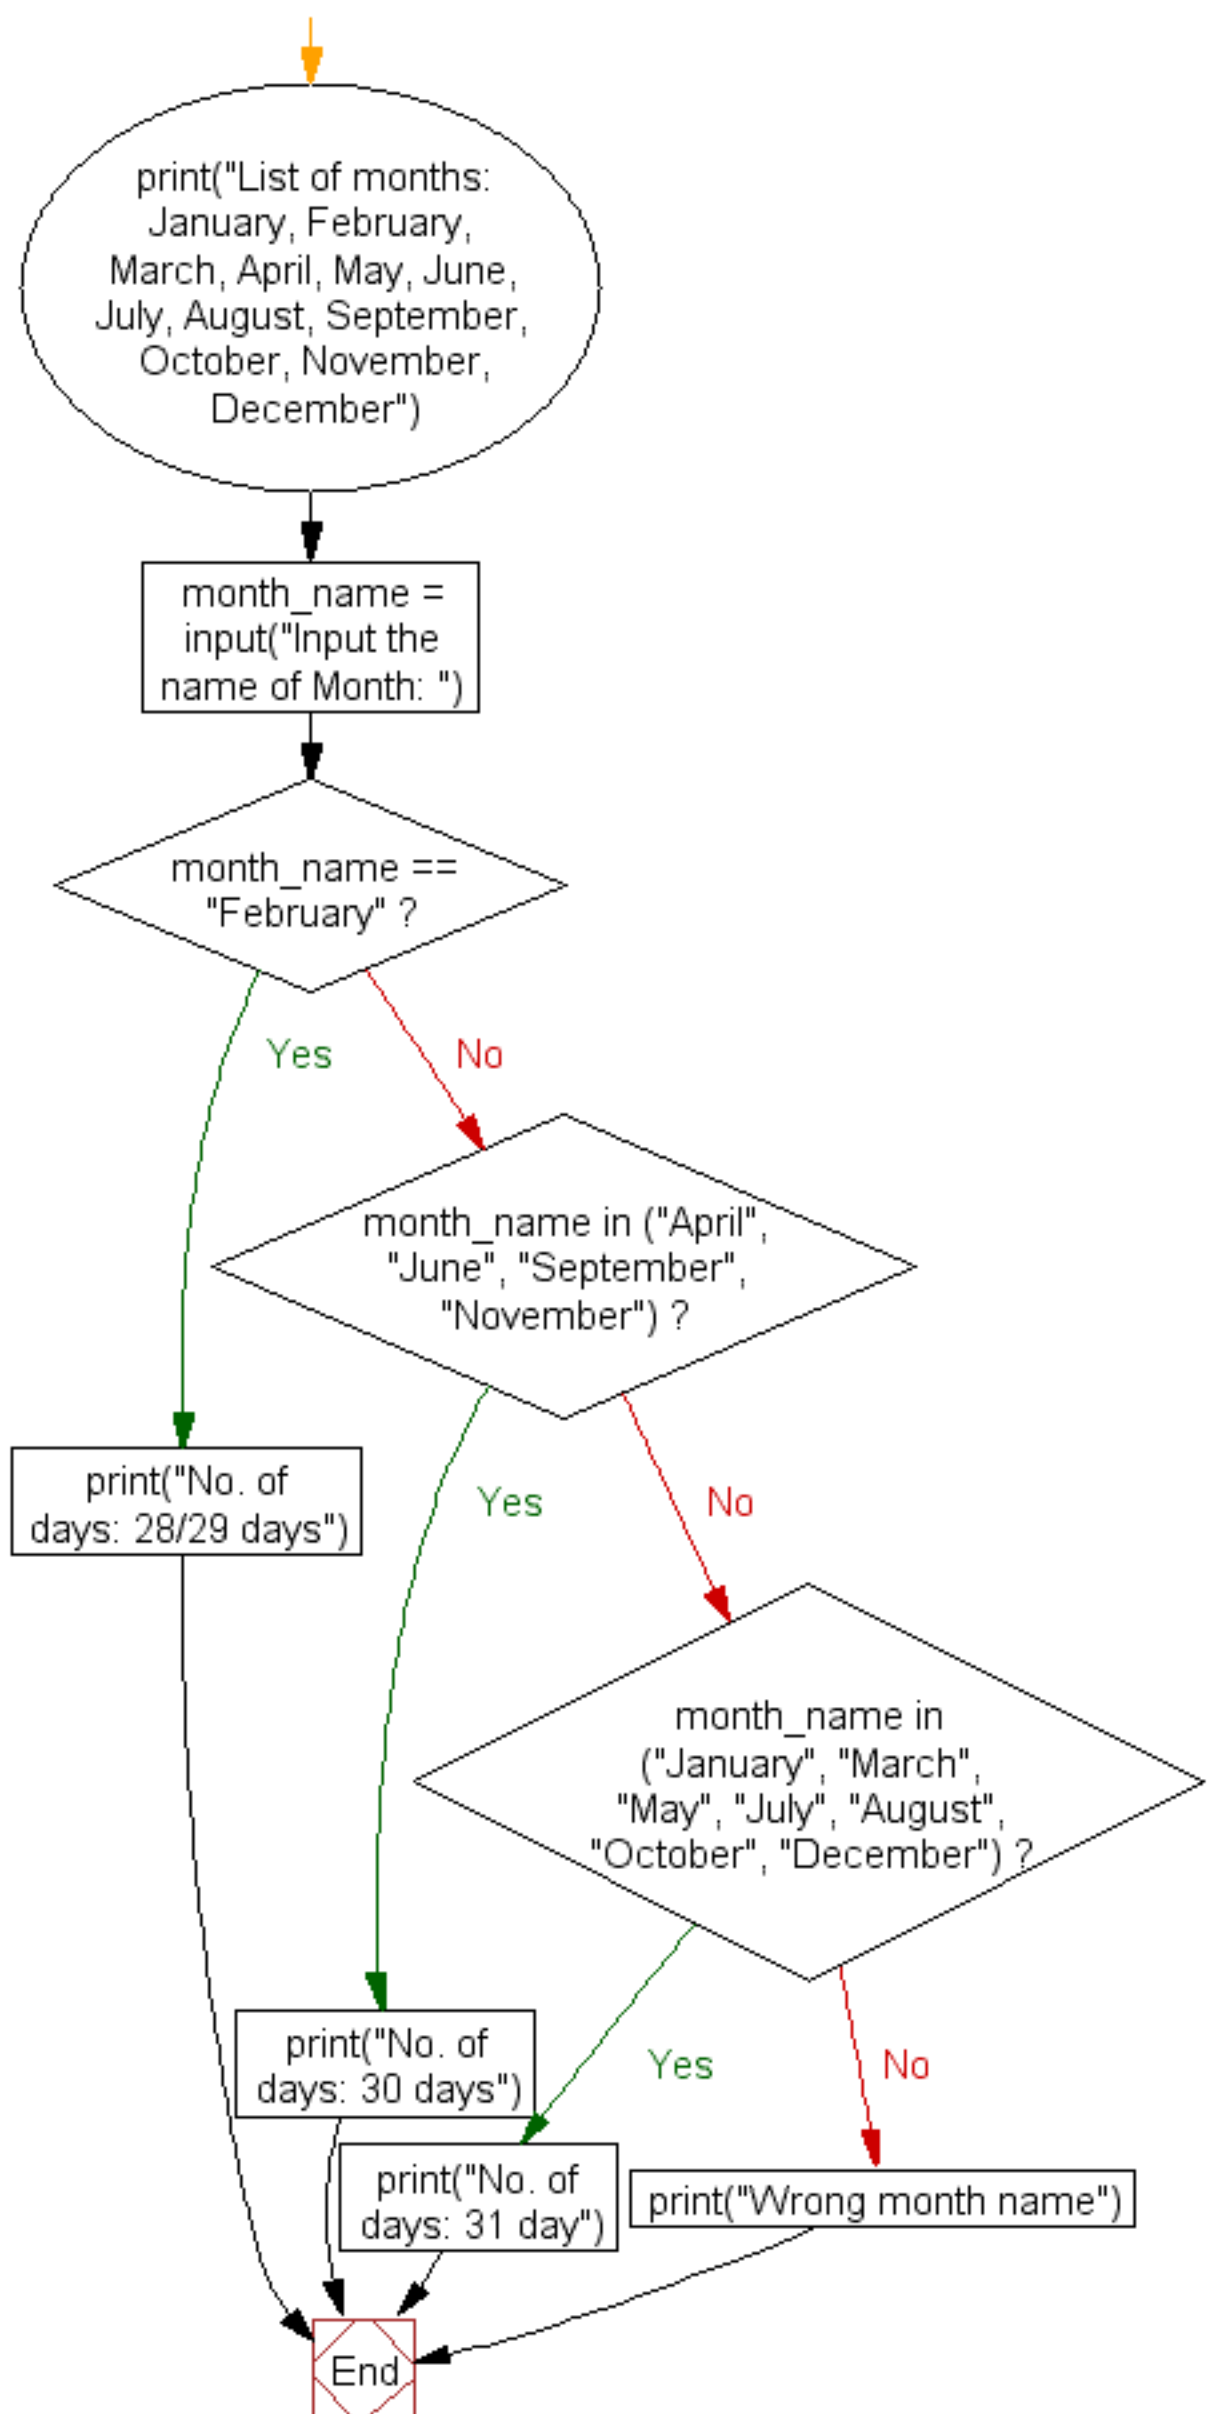 print("List of months:
January, February,
March, April, May, June,
July, August, September,
October, November,
December")
month_name =
input("Input the
name of Month: ")
month_name ==
"February" ?
Yes
No
month_name in ("April",
"June", "September",
"November") ?
print("No. of
days: 28/29 days")
Yes
No
month_name in
("January", "March",
"May", "July", "August",
"October", "December") ?
print("No. of
days: 30 days")
Yes
No
print("No. of
days: 31 day")
print("Wrong month name")
End